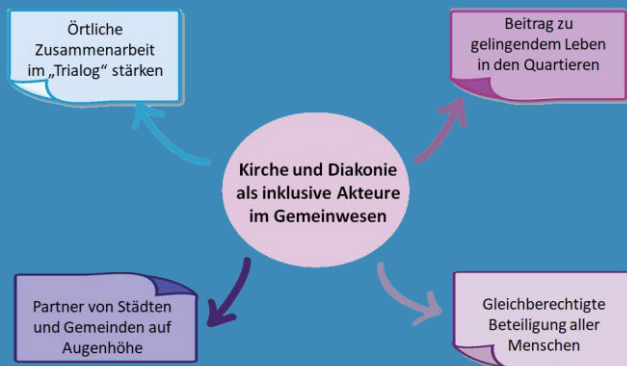 Örtliche
Zusammenarbeit
im „Trialog“ stärken
Beitrag zu
gelingendem Leben
in den Quartieren
Kirche und Diakonie
als inklusive Akteure
im Gemeinwesen
Partner von Städten
und Gemeinden auf
Augenhöhe
Gleichberechtigte
Beteiligung aller
Menschen